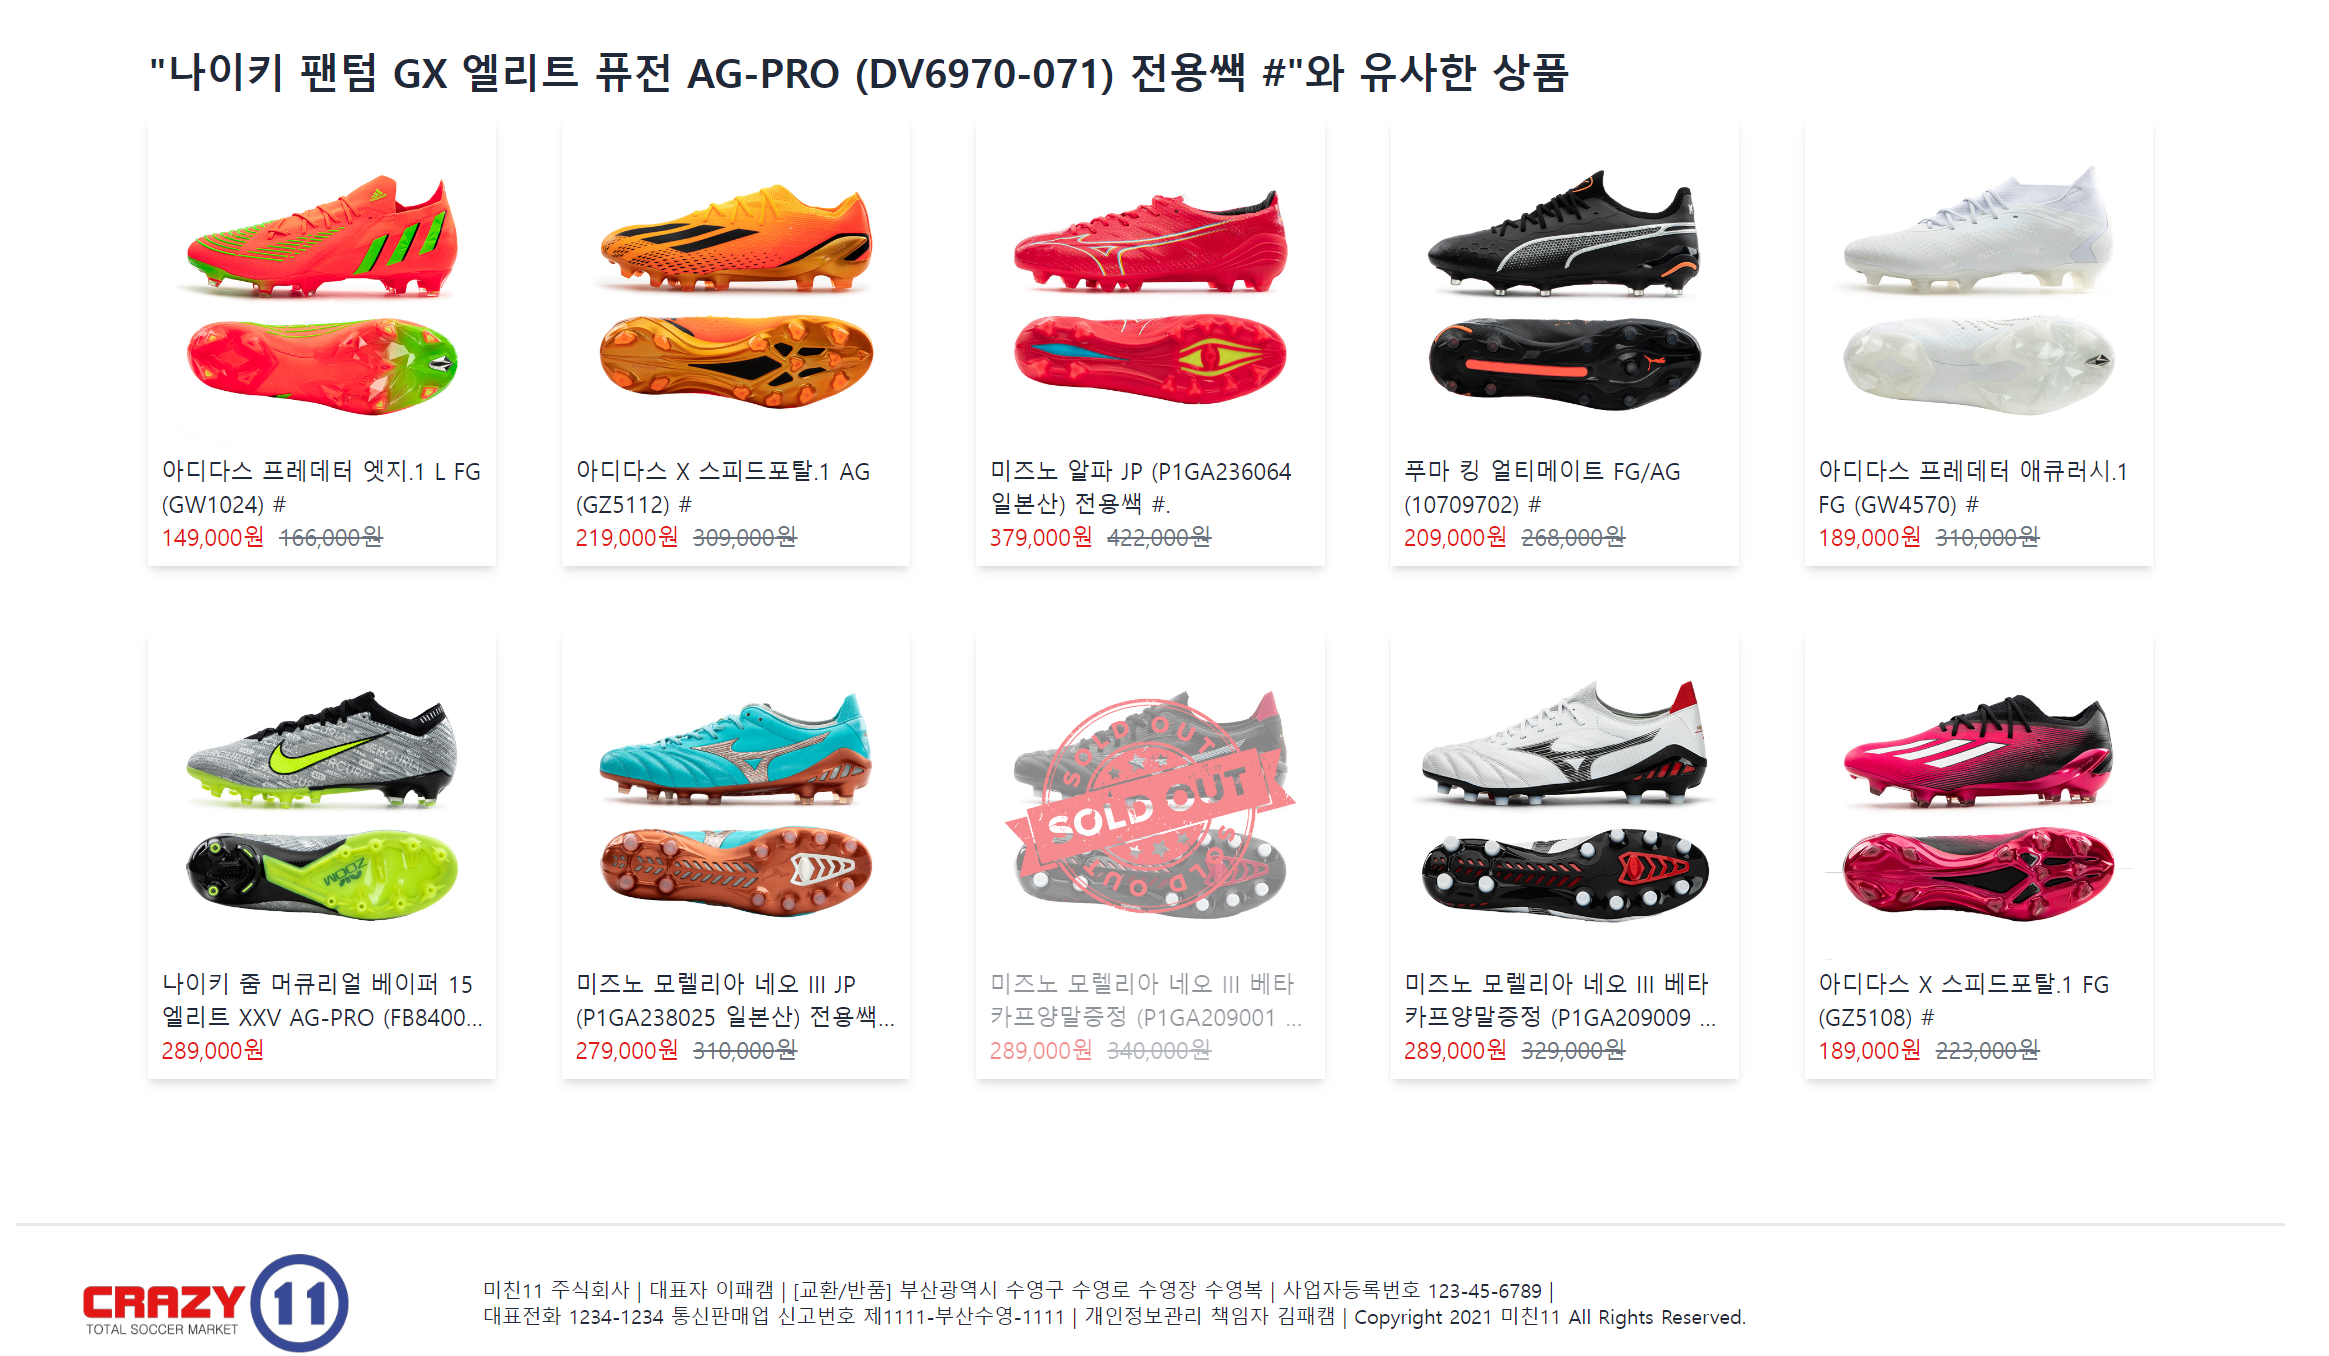 "나이키 팬텀 GX 엘리트 퓨전 AG-PRO (DV6970-071) 전용쌕 #"와 유사한 상품
아디다스 프레데터 엣지.1 L FG
(GW1024) #
149,000원 166,000원
아디다스 X 스피드포탈.1 AG
(GZ5112) #
219,000원 309,000원
미즈노 알파 JP (P1GA236064
일본산) 전용쌕 #.
379,000원 422,000원
푸마 킹 얼티메이트 FG/AG
(10709702) #
209,000원 268,000원
아디다스 프레데터 애큐러시.1
FG (GW4570) #
189,000원 310,000원
나이키 줌 머큐리얼 베이퍼 15
엘리트 XXV AG-PRO (FB8400...
289,000원
미즈노 모렐리아 네오 III JP
(P1GA238025 일본산) 전용쌕...
279,000원 310,000원
SOLD OUT
SOLD OUT
SOLD OUT
미즈노 모렐리아 네오 III 베타
카프양말증정 (P1GA209001 ...
289,000원 340,000원
미즈노 모렐리아 네오 III 베타
카프양말증정 (P1GA209009 ...
289,000원 329,000원
아디다스 X 스피드포탈.1 FG
(GZ5108) #
189,000원 223,000원
CRAZY 11
TOTAL SOCCER MARKET
미친11 주식회사 | 대표자 이패캠 | [교환/반품] 부산광역시 수영구 수영로 수영장 수영복 | 사업자등록번호 123-45-6789 |
대표전화 1234-1234 통신판매업 신고번호 제1111-부산수영-1111 | 개인정보관리 책임자 김패캠 | Copyright 2021 미친11 All Rights Reserved.